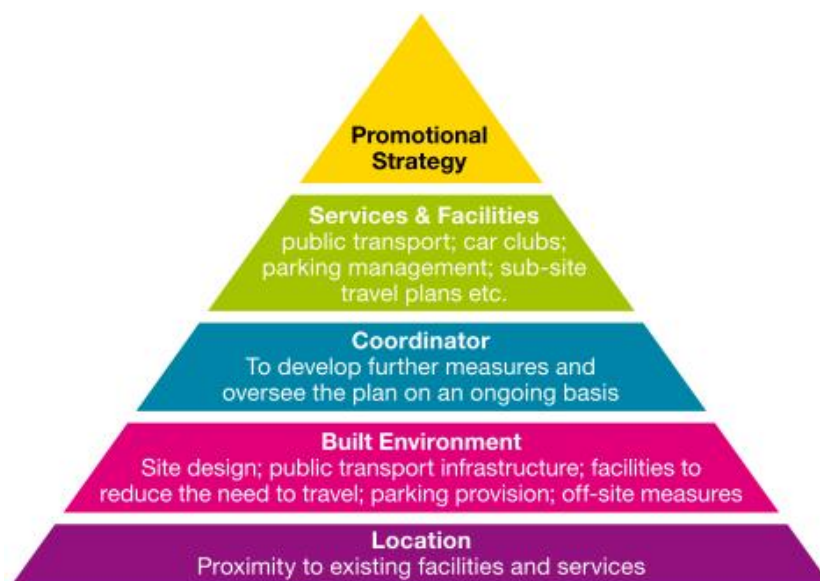 Promotional
Strategy
Services & Facilities
public transport; car clubs;
parking management; sub-site
travel plans etc.
Coordinator
To develop further measures and
oversee the plan on an ongoing basis
Built Environment
Site design; public transport infrastructure; facilities to
reduce the need to travel; parking provision; off-site measures
Location
Proximity to existing facilities and services